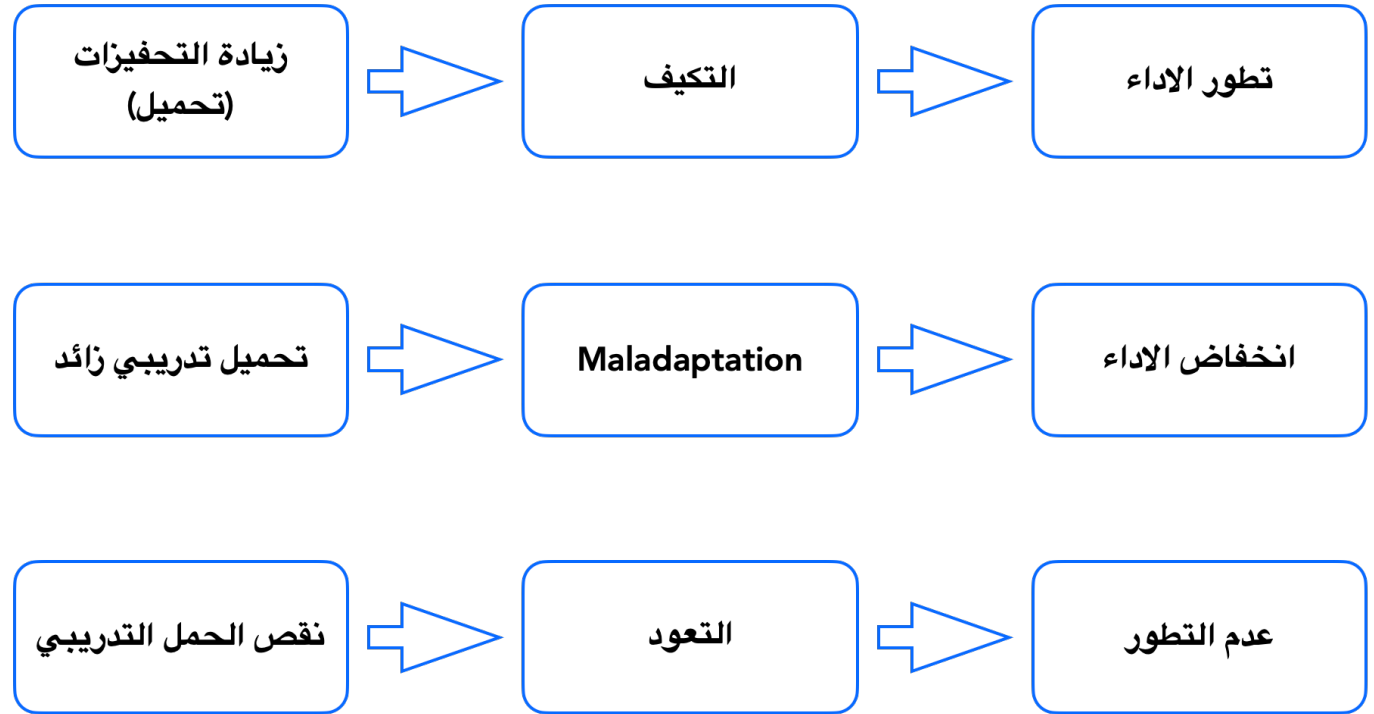 زيادة التحفيزات
(تحميل)
التكيف
تطور الاداء
تحميل تدريبي زائد
Maladaptation
انخفاض الاداء
نقص الحمل التدريبي
التعود
عدم التطور